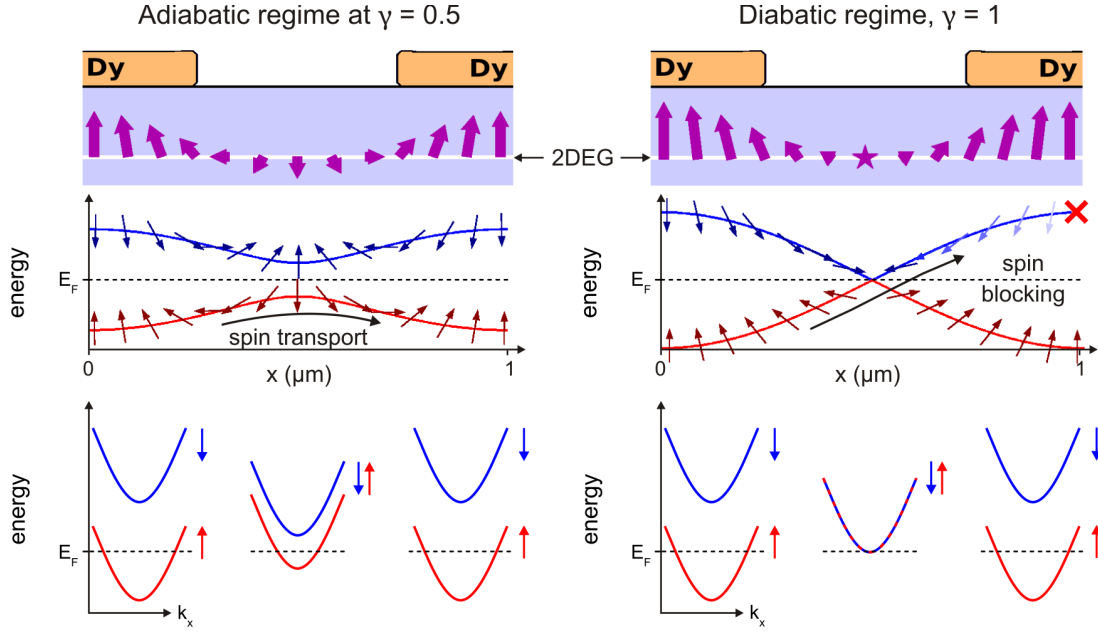 Adiabatic regime at γ = 0.5
Diabatic regime, γ = 1
Dy
Dy
Dy
Dy
2DEG
energy
E_F
spin transport
0
x (μm)
1
energy
E_F
spin
blocking
0
x (μm)
1
energy
E_F
k_x
energy
E_F
k_x